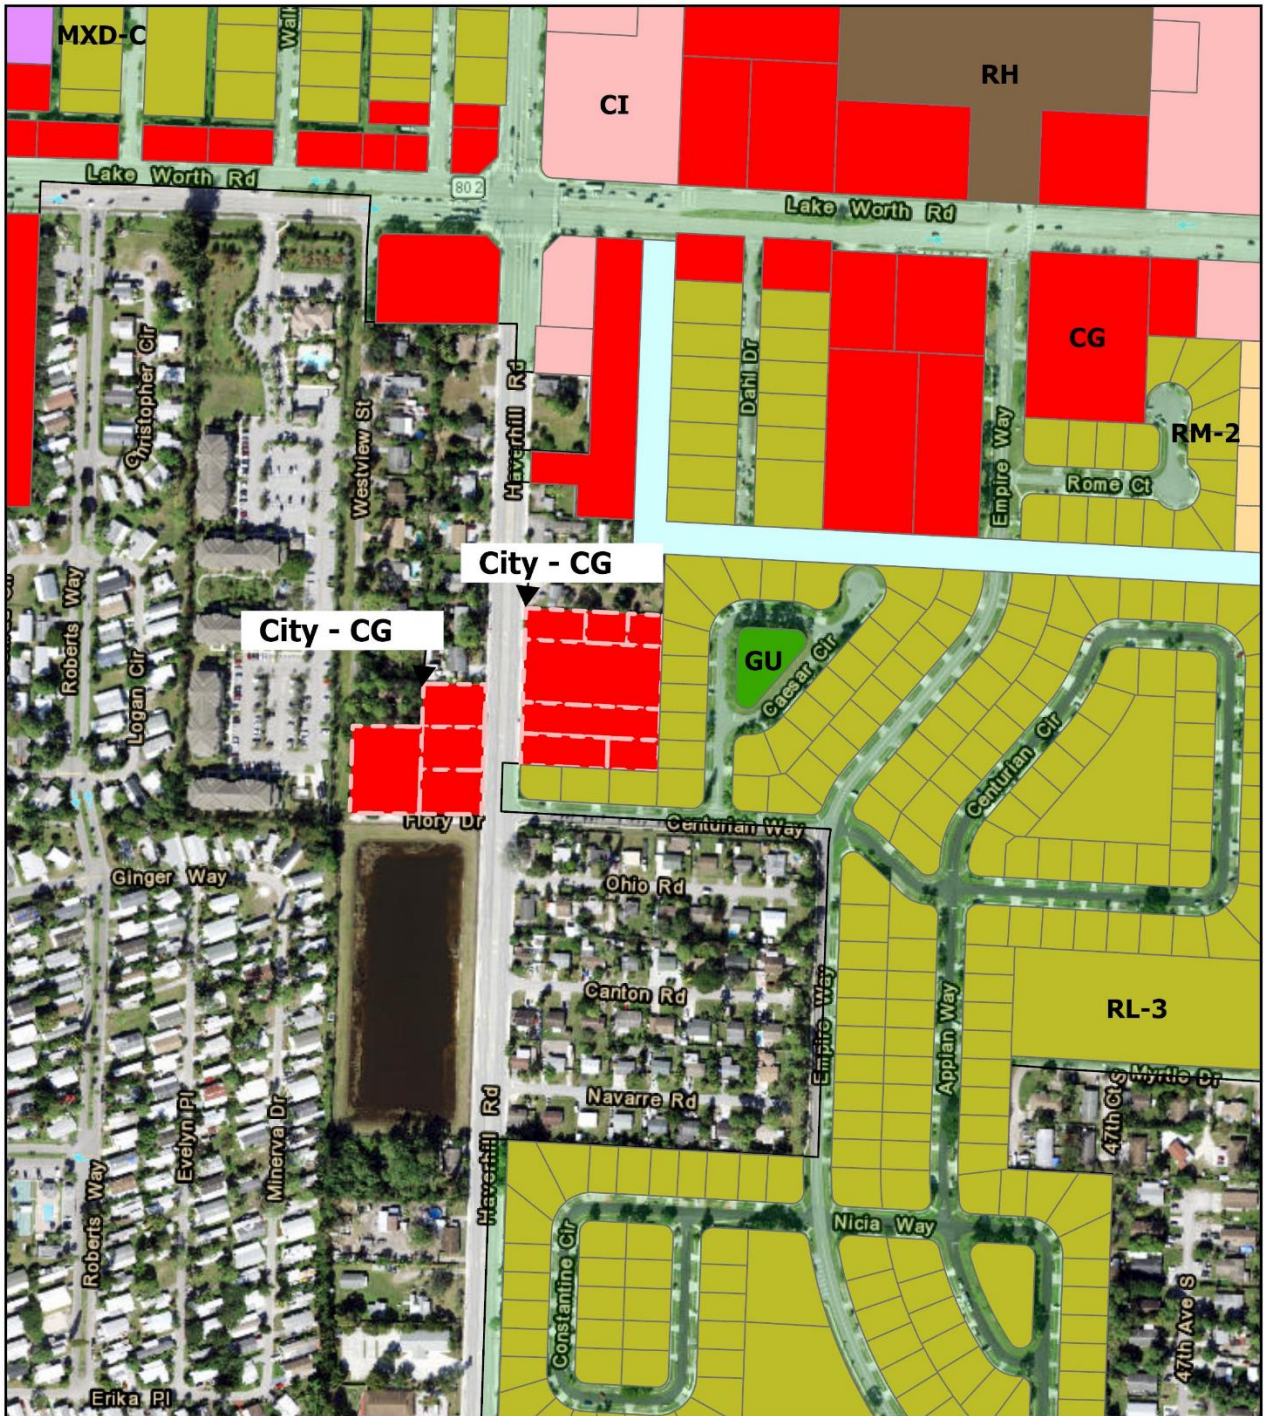 MXD-C
Walk
RH
CI
Lake Worth Rd
80 2
Lake Worth Rd
Christopher Cir
Westview St
Haverhill Rd
Dahl Dr
Empire Way
CG
RM-2
Rome Ct
City - CG
City - CG
Roberts Way
Logan Cir
GU
Caesar Cir
Centurian Cir
Flory Dr
Centurian Way
Ginger Way
Ohio Rd
Canton Rd
Empire Way
Appian Way
RL-3
Navarre Rd
Myrtle Dr
47th Ct S
Evelyn Pl
Minerva Dr
Haverhill Rd
Roberts Way
Nicia Way
Constantine Cir
47th Ave S
Erika Pl